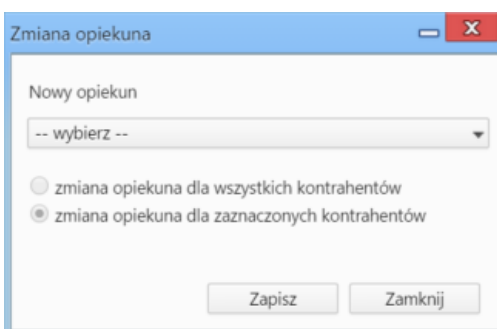 Zmiana opiekuna
Nowy opiekun
-- wybierz --
zmiana opiekuna dla wszystkich kontrahentów
zmiana opiekuna dla zaznaczonych kontrahentów
Zapisz Zamknij